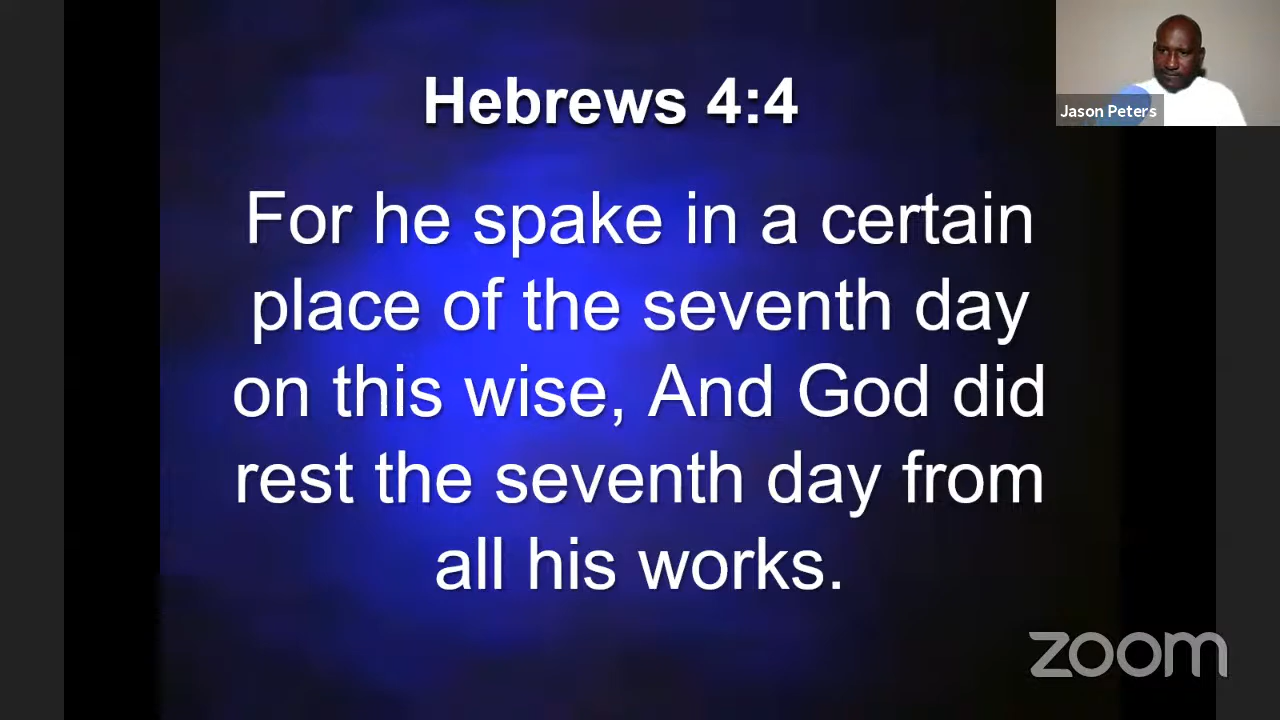 Hebrews 4:4
For he spake in a certain
place of the seventh day
on this wise, And God did
rest the seventh day from
all his works.
Jason Peters
zoom